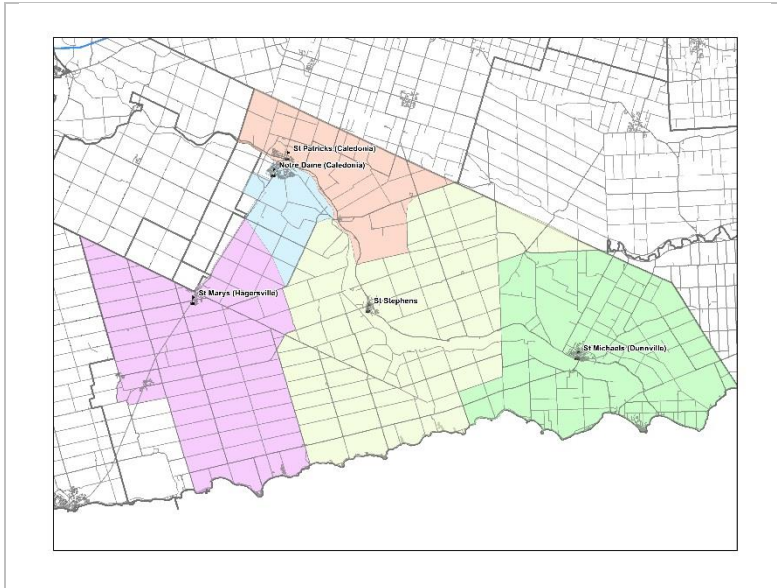 St Patricks (Caledonia)
Notre Dame (Caledonia)
St Marys (Hagersville)
St Stephens
St Michaels (Dunnville)